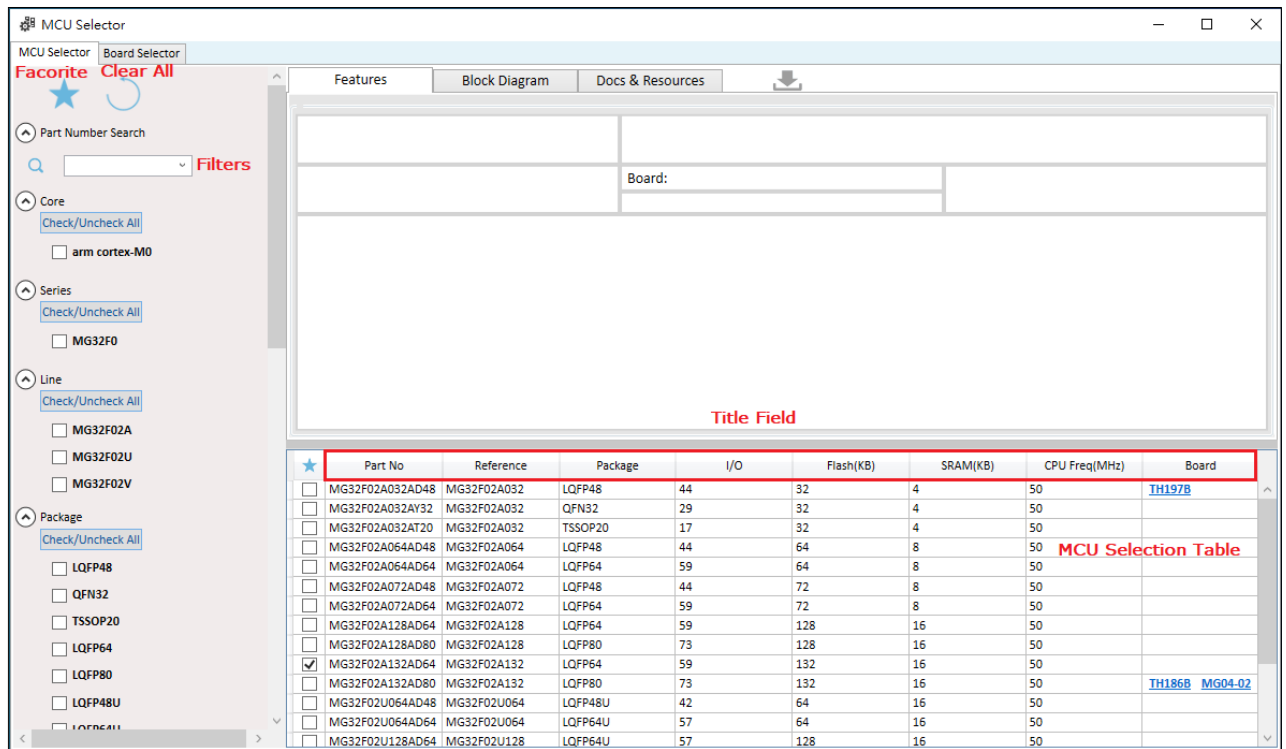 MCU Selector
MCU Selector Board Selector
Facorite Clear All
Part Number Search
Filters
Core
Check/Uncheck All
arm cortex-M0
Series
Check/Uncheck All
MG32F0
Line
Check/Uncheck All
MG32F02A
MG32F02U
MG32F02V
Package
Check/Uncheck All
LQFP48
QFN32
TSSOP20
LQFP64
LQFP80
LQFP48U
LQFP64U
Features Block Diagram Docs & Resources
Board:
Title Field
Part No Reference Package I/O Flash(KB) SRAM(KB) CPU Freq(MHz) Board
MG32F02A032AD48 MG32F02A032 LQFP48 44 32 4 50 TH197B
MG32F02A032AY32 MG32F02A032 QFN32 29 32 4 50
MG32F02A032AT20 MG32F02A032 TSSOP20 17 32 4 50
MG32F02A064AD48 MG32F02A064 LQFP48 44 64 8 50 MCU Selection Table
MG32F02A064AD64 MG32F02A064 LQFP64 59 64 8 50
MG32F02A072AD48 MG32F02A072 LQFP48 44 72 8 50
MG32F02A072AD64 MG32F02A072 LQFP64 59 72 8 50
MG32F02A128AD64 MG32F02A128 LQFP64 59 128 16 50
MG32F02A128AD80 MG32F02A128 LQFP80 73 128 16 50
MG32F02A132AD64 MG32F02A132 LQFP64 59 132 16 50
MG32F02A132AD80 MG32F02A132 LQFP80 73 132 16 50 TH186B MG04-02
MG32F02U064AD48 MG32F02U064 LQFP48U 42 64 16 50
MG32F02U064AD64 MG32F02U064 LQFP64U 57 64 16 50
MG32F02U128AD64 MG32F02U128 LQFP64U 57 128 16 50